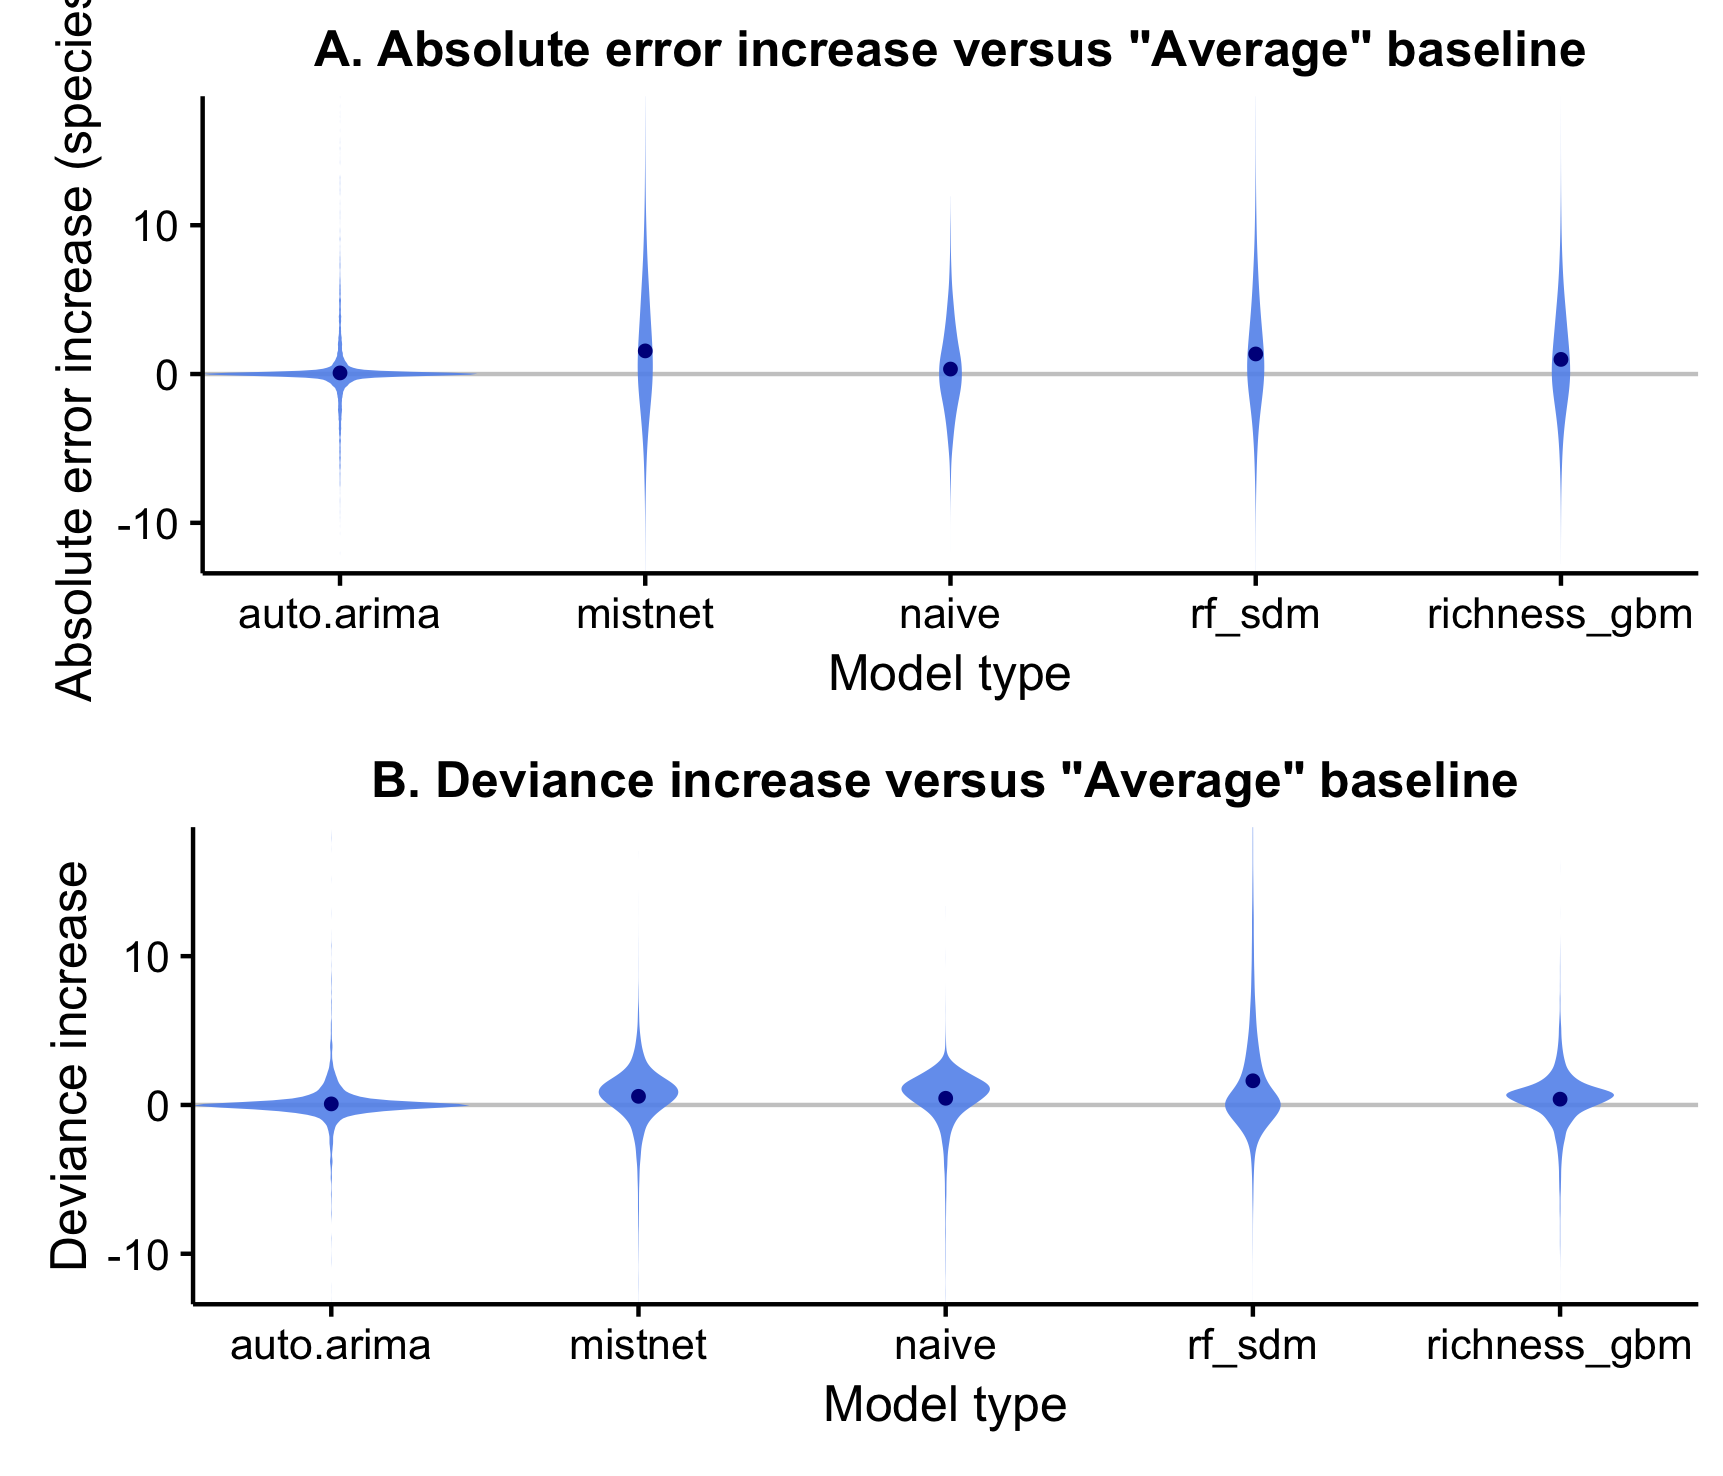 A. Absolute error increase versus "Average" baseline
Absolute error increase (species
10
0
-10
auto.arima mistnet naive rf_sdm richness_gbm
Model type
B. Deviance increase versus "Average" baseline
Deviance increase
10
0
-10
auto.arima mistnet naive rf_sdm richness_gbm
Model type